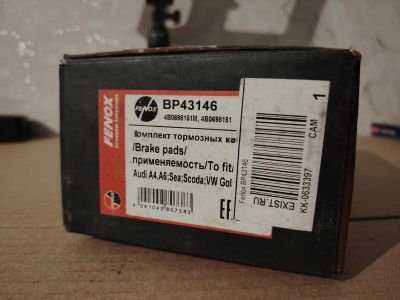 FENOX
Automotive Components
FENOX
BP43146
4B0698151M, 4B0698151
Комплект тормозных ко
/Brake pads/
применяемость/To fit/
Audi A4,A6;Sea;Scoda;VW Gol
Fenox BP43146
EXIST.RU
KK-0633397
CAM
1